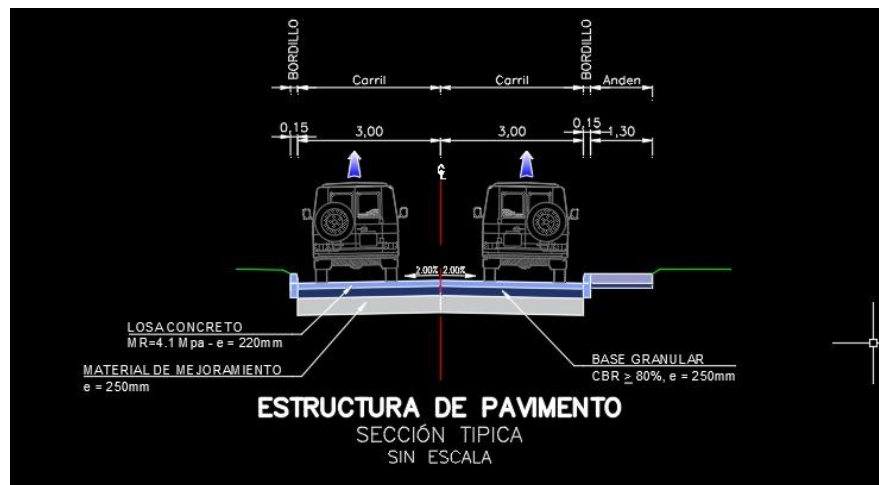 BORDILLO
Carril
Carril
BORDILLO
Anden
0,15
3,00
3,00
0,15
1,30
℄
2.00% 2.00%
LOSA CONCRETO
MR=4.1 Mpa - e = 220mm
MATERIAL DE MEJORAMIENTO
e = 250mm
BASE GRANULAR
CBR ≥ 80%, e = 250mm
ESTRUCTURA DE PAVIMENTO
SECCIÓN TIPICA
SIN ESCALA